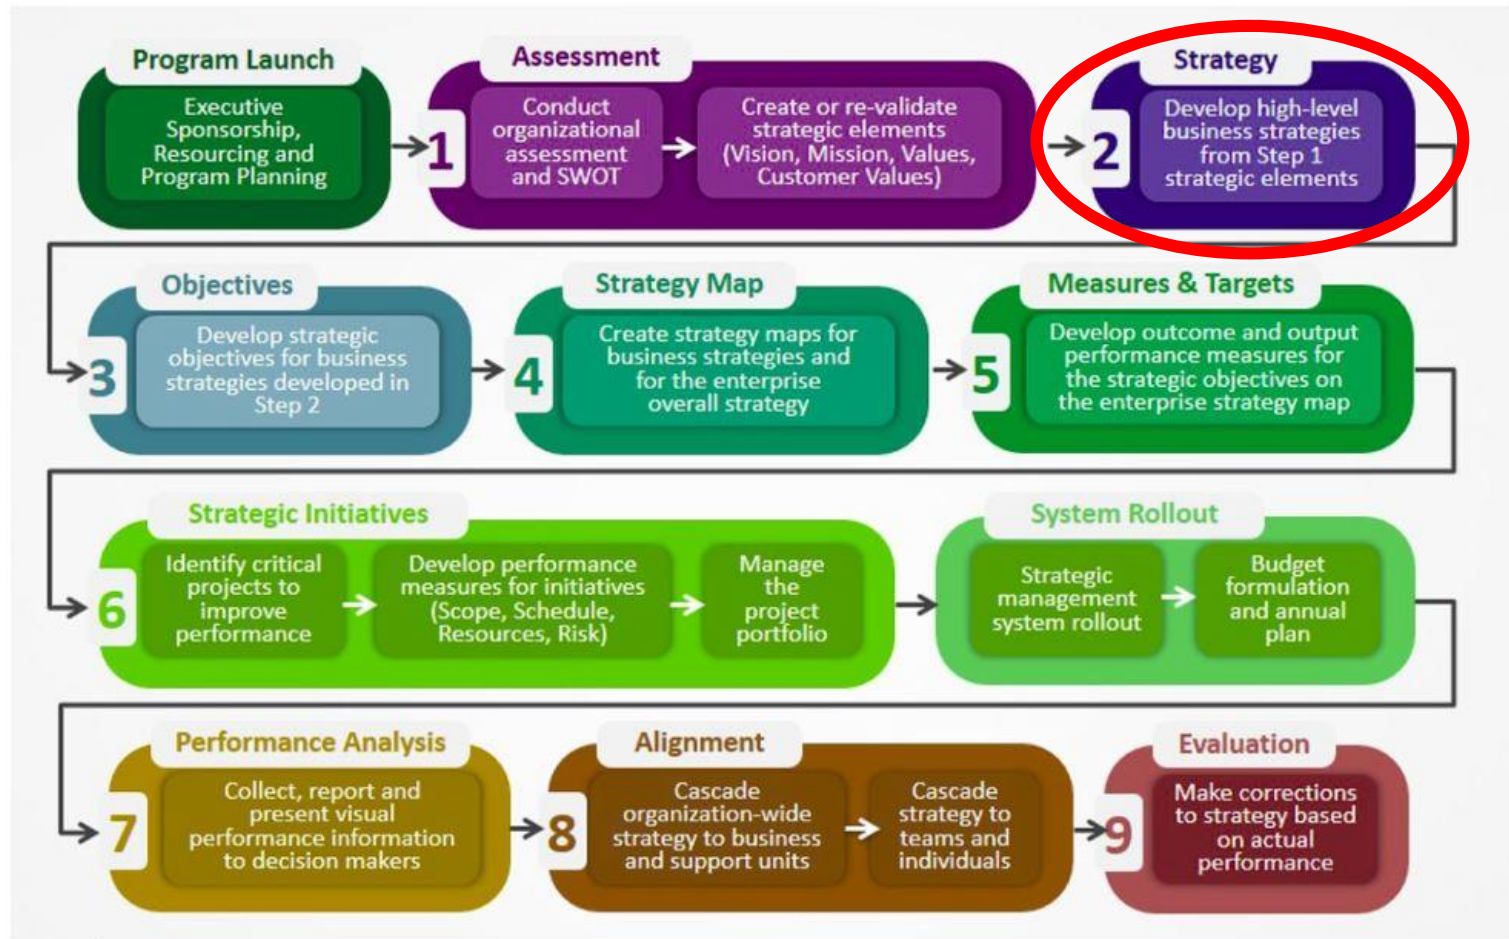 Program Launch
Executive
Sponsorship,
Resourcing and
Program Planning
Assessment
1
Conduct
organizational
assessment
and SWOT
Create or re-validate
strategic elements
(Vision, Mission, Values,
Customer Values)
Strategy
2
Develop high-level
business strategies
from Step 1
strategic elements
Objectives
3
Develop strategic
objectives for business
strategies developed in
Step 2
Strategy Map
4
Create strategy maps for
business strategies and
for the enterprise
overall strategy
Measures & Targets
5
Develop outcome and output
performance measures for
the strategic objectives on
the enterprise strategy map
Strategic Initiatives
6
Identify critical
projects to
improve
performance
Develop performance
measures for initiatives
(Scope, Schedule,
Resources, Risk)
Manage
the
project
portfolio
System Rollout
Strategic
management
system rollout
Budget
formulation
and annual
plan
Performance Analysis
7
Collect, report and
present visual
performance information
to decision makers
Alignment
8
Cascade
organization-wide
strategy to business
and support units
Cascade
strategy to
teams and
individuals
Evaluation
9
Make corrections
to strategy based
on actual
performance